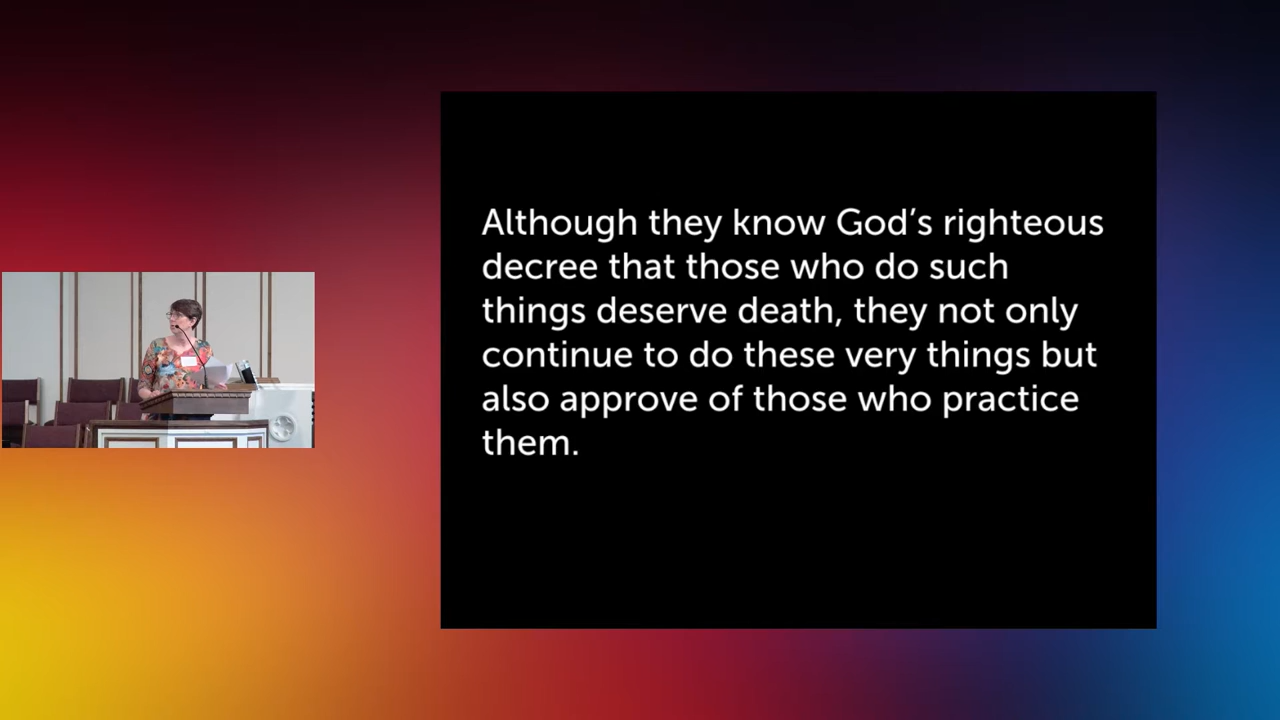 Although they know God’s righteous
decree that those who do such
things deserve death, they not only
continue to do these very things but
also approve of those who practice
them.